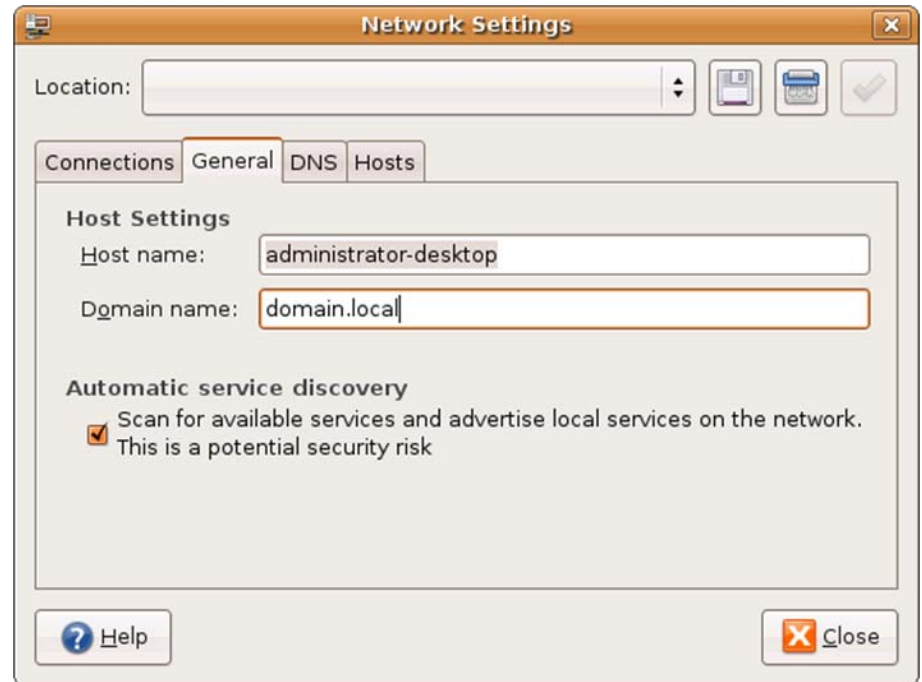 Network Settings
Location:
Connections General DNS Hosts
Host Settings
Host name: administrator-desktop
Domain name: domain.local
Automatic service discovery
Scan for available services and advertise local services on the network.
This is a potential security risk
Help Close